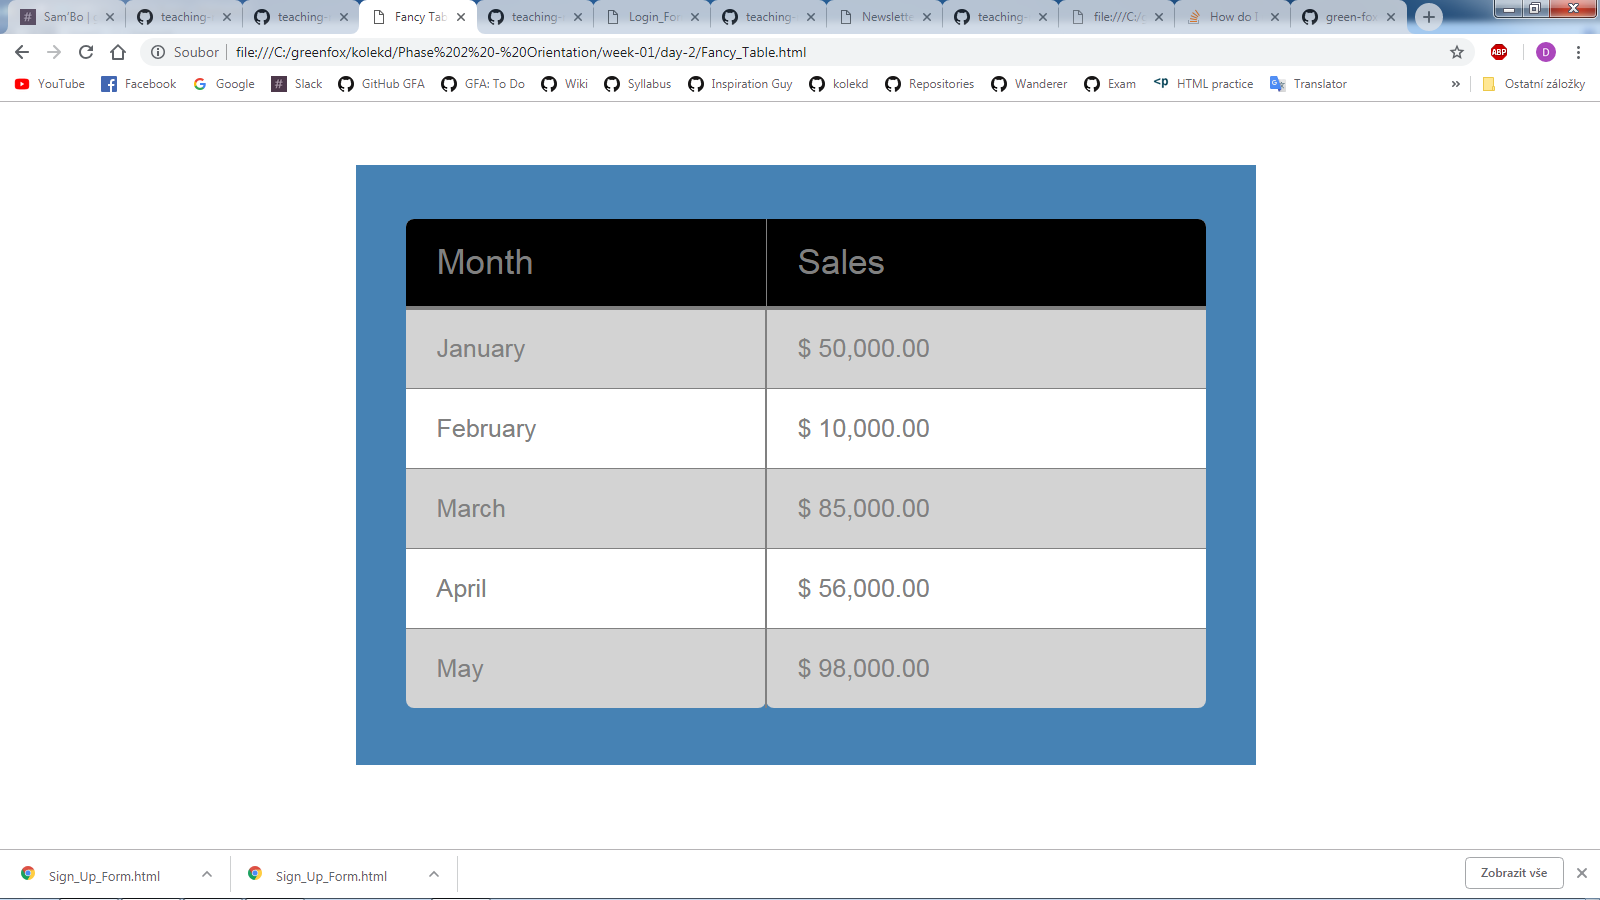 # Sam'Bo |
teaching-
teaching-
Fancy Tab
teaching-
Login_For
teaching-
Newslette
teaching-
file:///C:/
How do I
green-fox
Soubor | file:///C:/greenfox/kolekd/Phase%202%20-%20Orientation/week-01/day-2/Fancy_Table.html
ABP
D
YouTube Facebook Google # Slack GitHub GFA GFA: To Do Wiki Syllabus Inspiration Guy kolekd Repositories Wanderer Exam <p HTML practice Translator » Ostatní záložky
Month Sales
January $ 50,000.00
February $ 10,000.00
March $ 85,000.00
April $ 56,000.00
May $ 98,000.00
Sign_Up_Form.html Sign_Up_Form.html Zobrazit vše